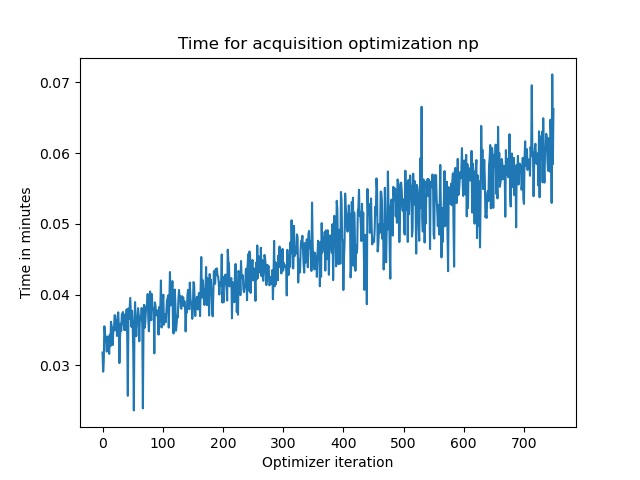 Time for acquisition optimization np
0.07
0.06
0.05
0.04
0.03
Time in minutes
0 100 200 300 400 500 600 700
Optimizer iteration